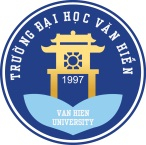 TRƯỜNG ĐẠI HỌC VĂN HIẾN
1997
VAN HIEN
UNIVERSITY